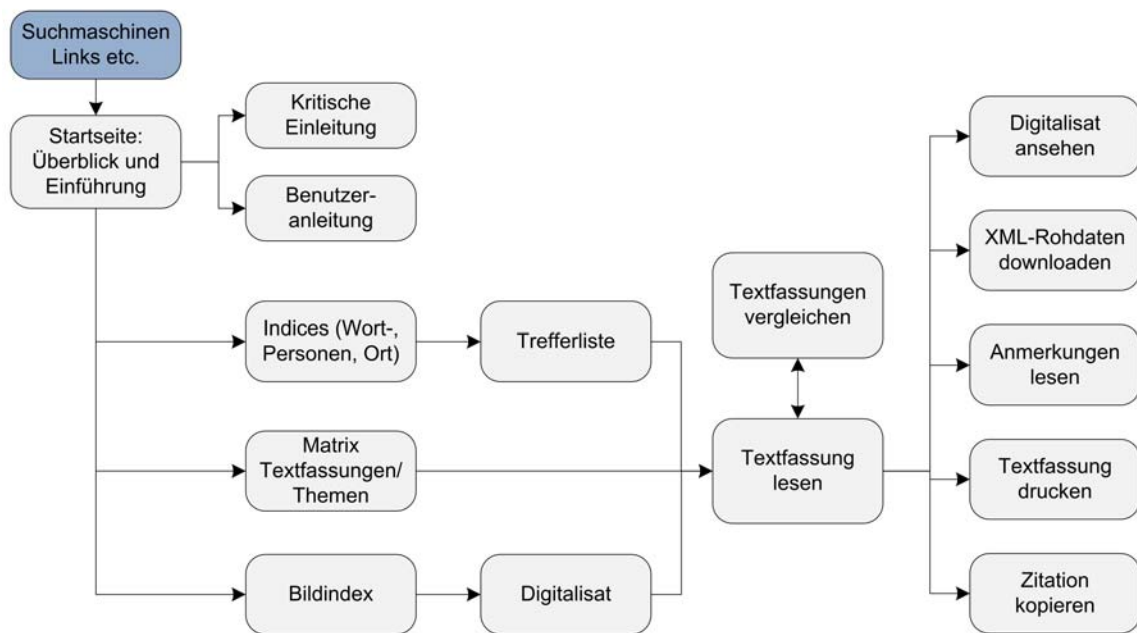 Suchmaschinen
Links etc.
Startseite:
Überblick und
Einführung
Kritische
Einleitung
Benutzer-
anleitung
Indices (Wort-,
Personen, Ort)
Trefferliste
Matrix
Textfassungen/
Themen
Bildindex
Digitalisat
Textfassungen
vergleichen
Textfassung
lesen
Digitalisat
ansehen
XML-Rohdaten
downloaden
Anmerkungen
lesen
Textfassung
drucken
Zitation
kopieren